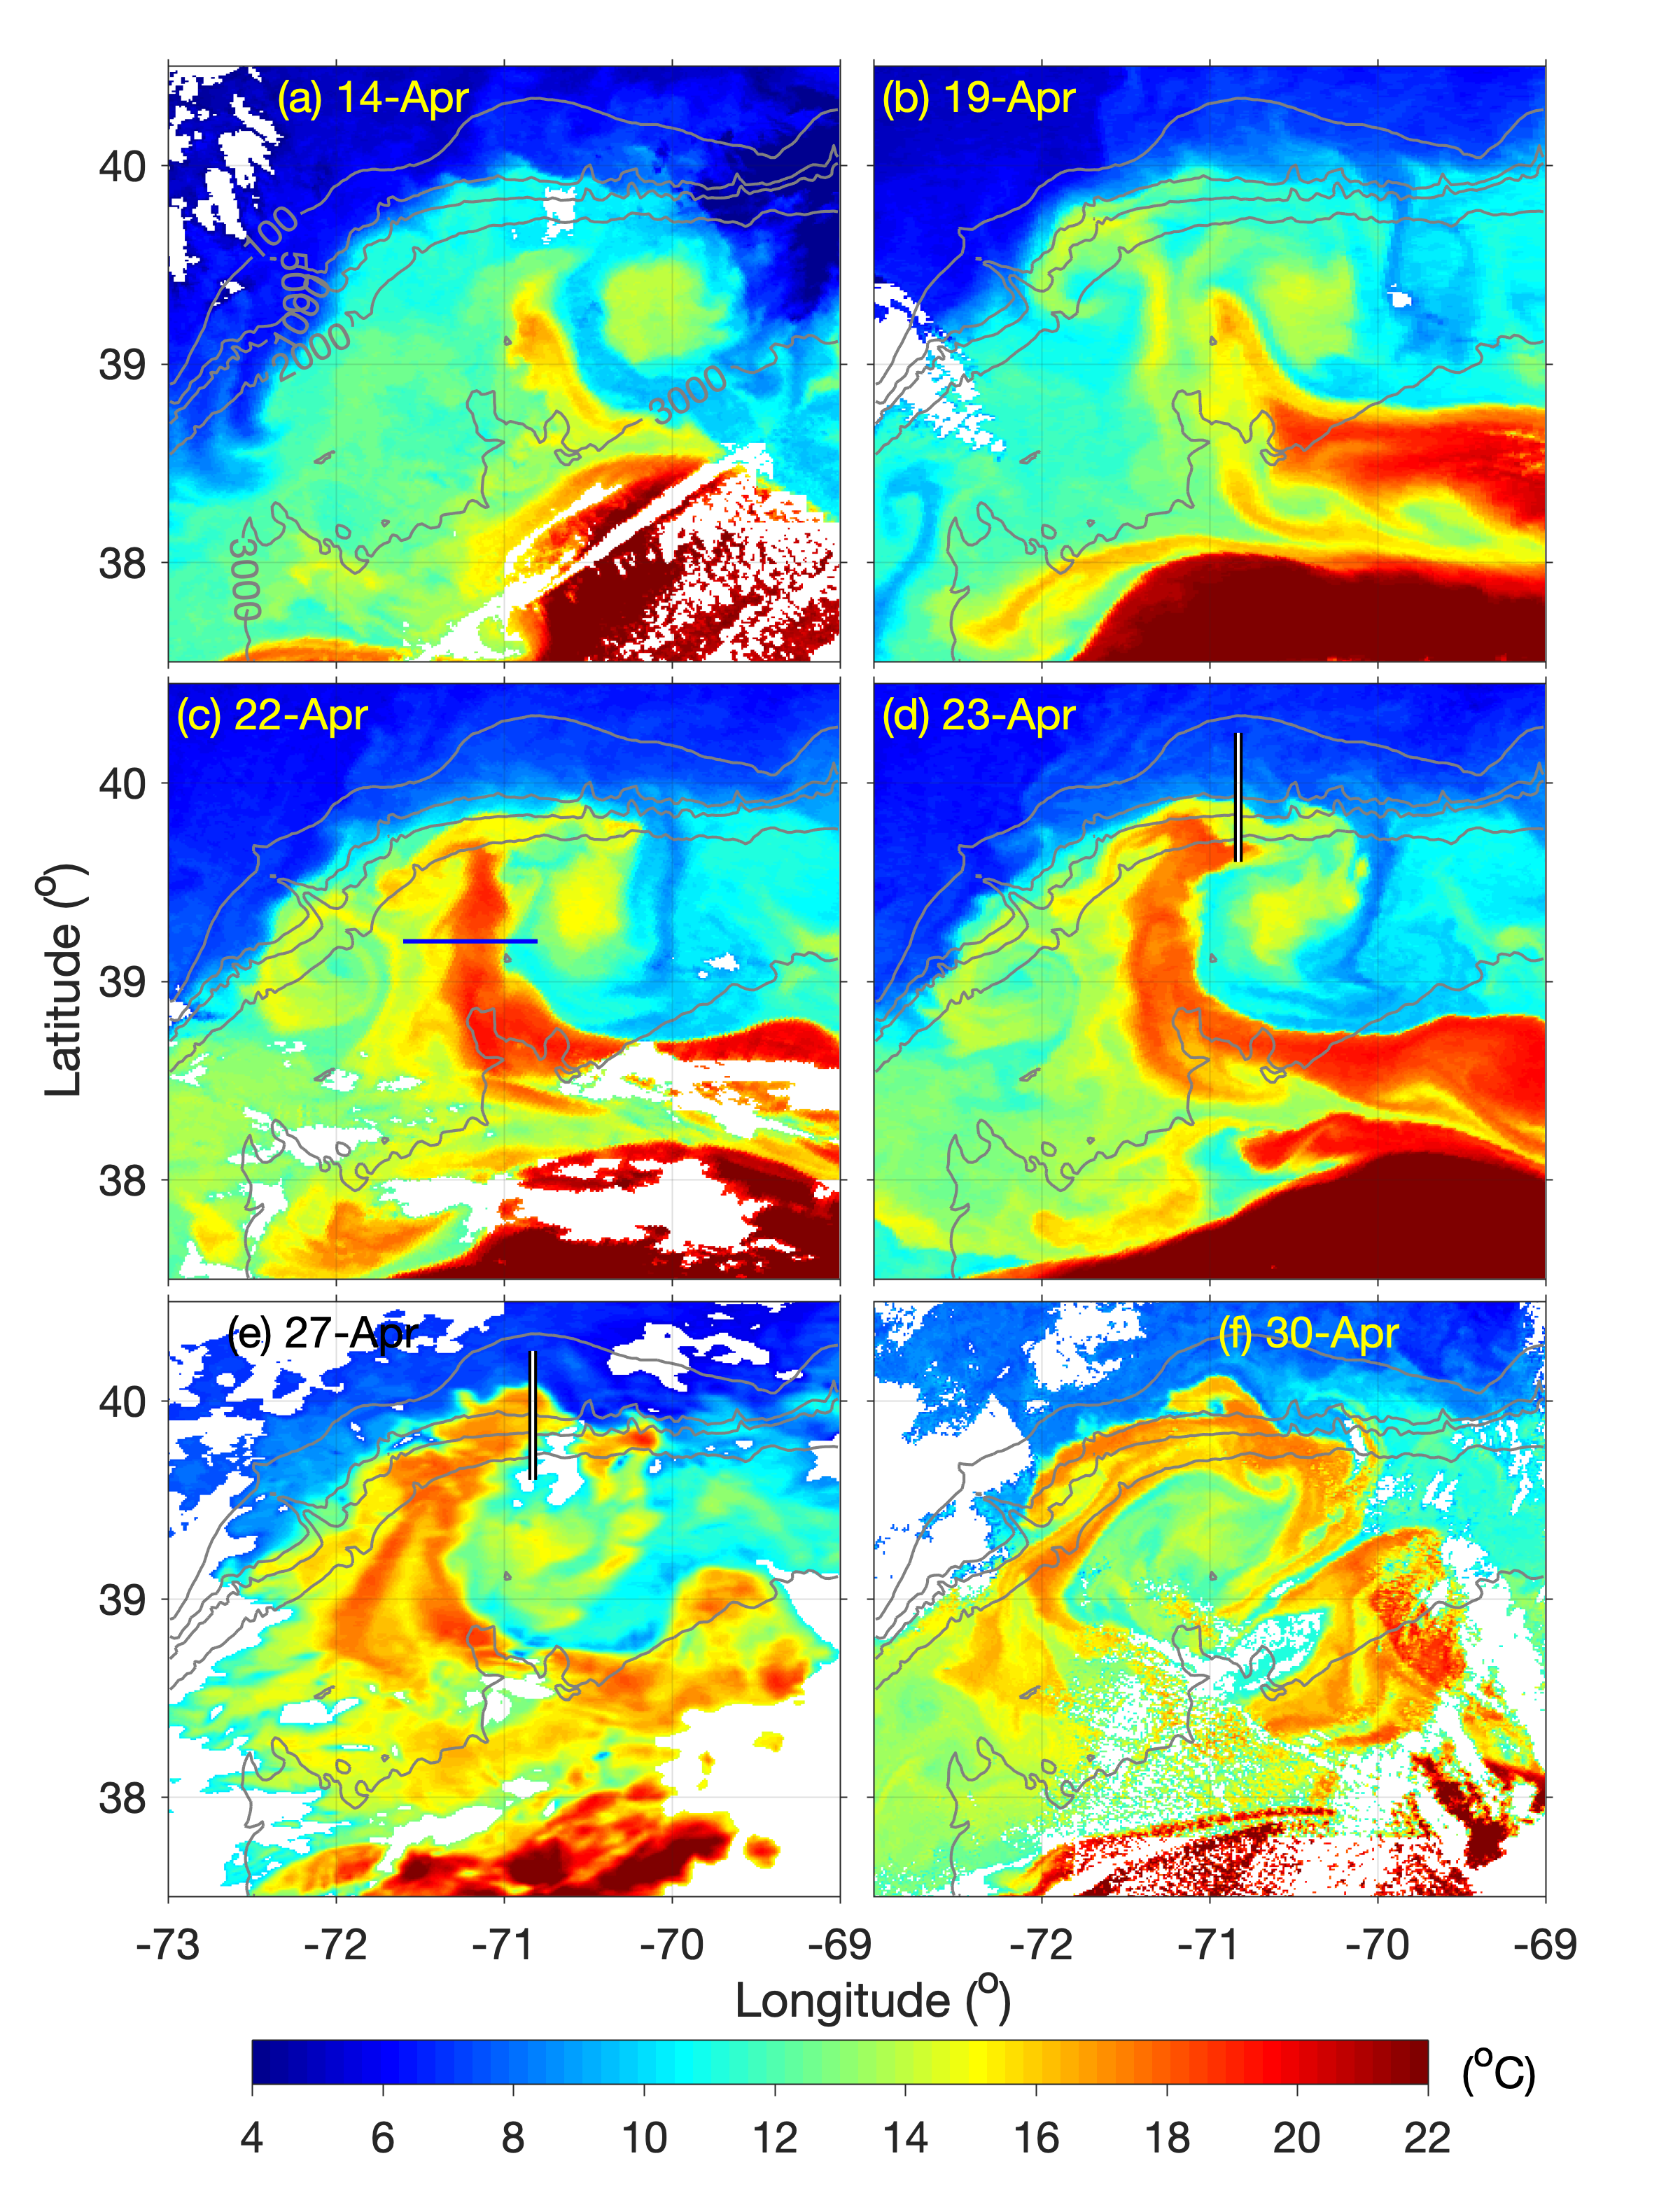 (a) 14-Apr
(b) 19-Apr
40
100
500
2000
3000
39
3000
38
(c) 22-Apr
(d) 23-Apr
40
39
38
Latitude (o)
(e) 27-Apr
(f) 30-Apr
40
39
38
-73 -72 -71 -70 -69 -72 -71 -70 -69
Longitude (o)
(oC)
4 6 8 10 12 14 16 18 20 22